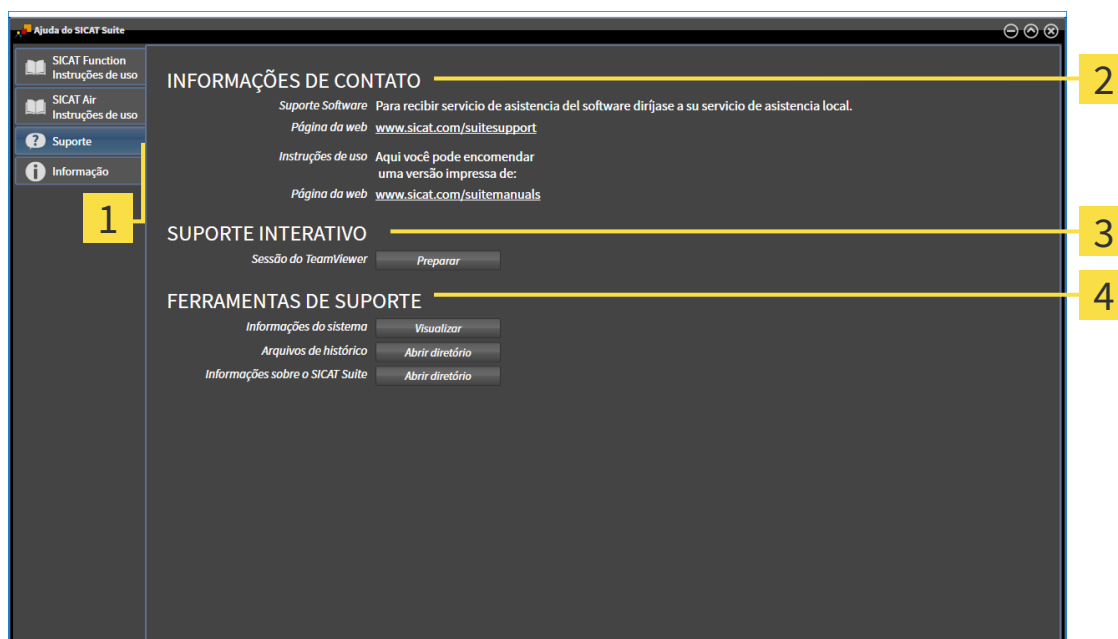 Ajuda do SICAT Suite
SICAT Function
Instruções de uso
SICAT Air
Instruções de uso
Suporte
Informação
1
INFORMAÇÕES DE CONTATO
2
Suporte Software Para recibir servicio de asistencia del software diríjase a su servicio de asistencia local.
Página da web www.sicat.com/suitesupport
Instruções de uso Aqui você pode encomendar
uma versão impressa de:
Página da web www.sicat.com/suitemanuals
SUPORTE INTERATIVO
3
Sessão do TeamViewer Preparar
FERRAMENTAS DE SUPORTE
4
Informações do sistema Visualizar
Arquivos de histórico Abrir diretório
Informações sobre o SICAT Suite Abrir diretório